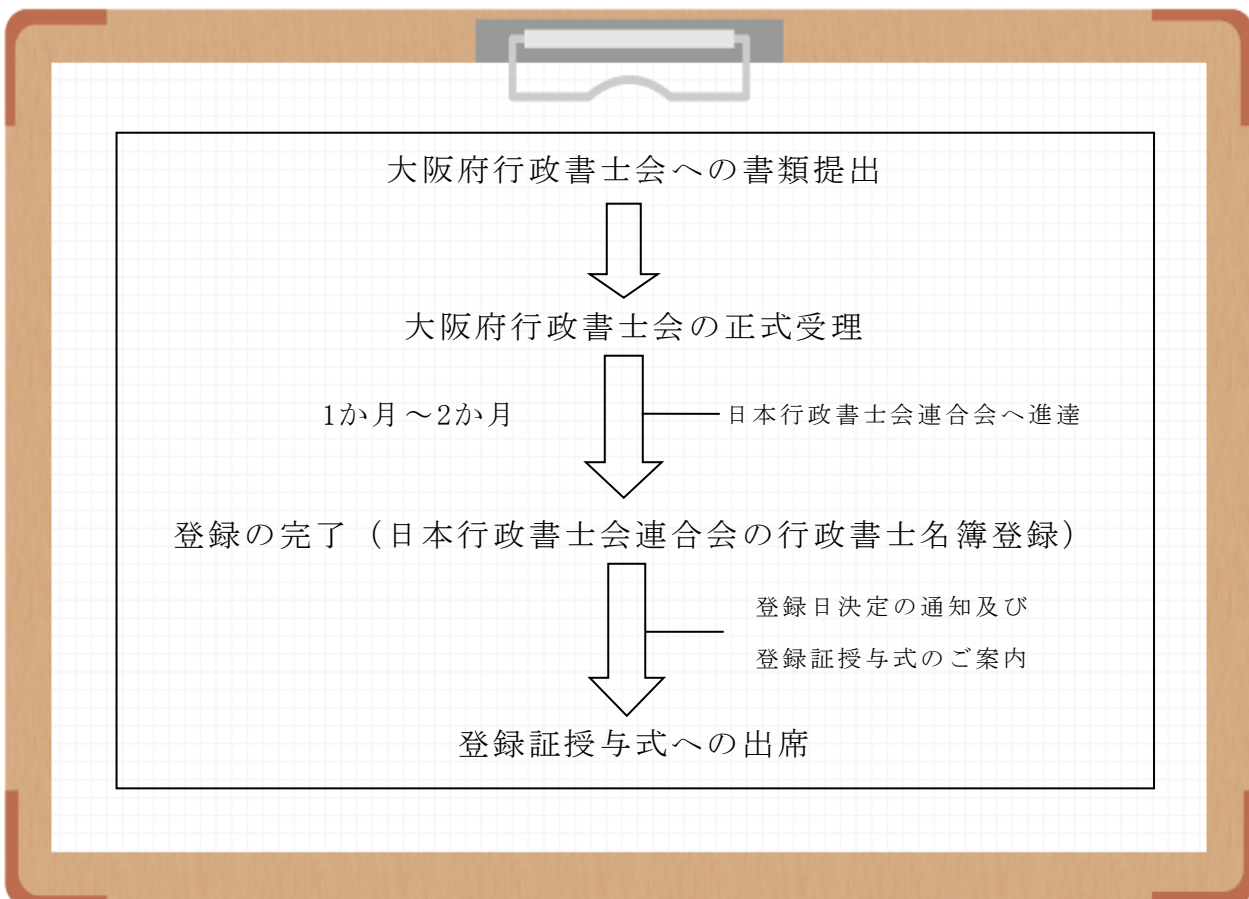 大阪府行政書士会への書類提出
大阪府行政書士会の正式受理
1か月～2か月
日本行政書士会連合会へ進達
登録の完了（日本行政書士会連合会の行政書士名簿登録）
登録日決定の通知及び
登録証授与式のご案内
登録証授与式への出席